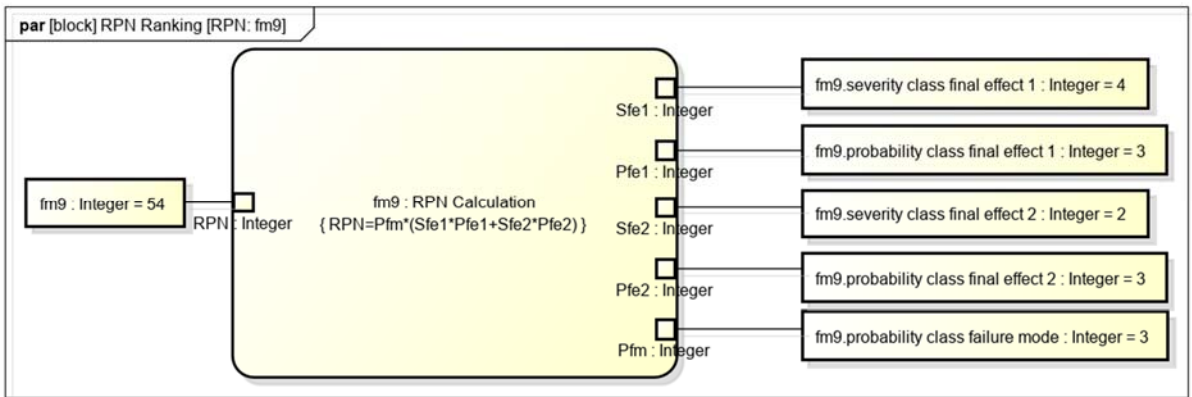 par [block] RPN Ranking [RPN: fm9]
fm9 : Integer = 54
RPN : Integer
fm9 : RPN Calculation
{ RPN=Pfm*(Sfe1*Pfe1+Sfe2*Pfe2) }
Sfe1 : Integer
Pfe1 : Integer
Sfe2 : Integer
Pfe2 : Integer
Pfm : Integer
fm9.severity class final effect 1 : Integer = 4
fm9.probability class final effect 1 : Integer = 3
fm9.severity class final effect 2 : Integer = 2
fm9.probability class final effect 2 : Integer = 3
fm9.probability class failure mode : Integer = 3